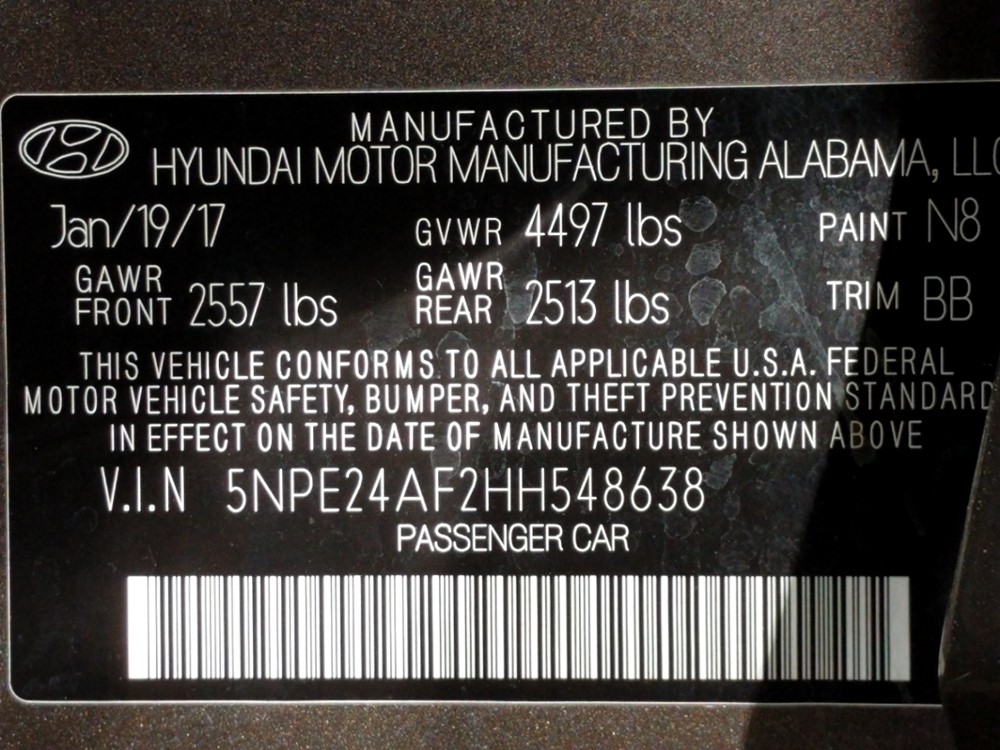 MANUFACTURED BY
HYUNDAI MOTOR MANUFACTURING ALABAMA, LLC
Jan/19/17 GVWR 4497 lbs PAINT N8
GAWR FRONT 2557 lbs GAWR REAR 2513 lbs TRIM BB
THIS VEHICLE CONFORMS TO ALL APPLICABLE U.S.A. FEDERAL
MOTOR VEHICLE SAFETY, BUMPER, AND THEFT PREVENTION STANDARD
IN EFFECT ON THE DATE OF MANUFACTURE SHOWN ABOVE
V.I.N 5NPE24AF2HH548638
PASSENGER CAR